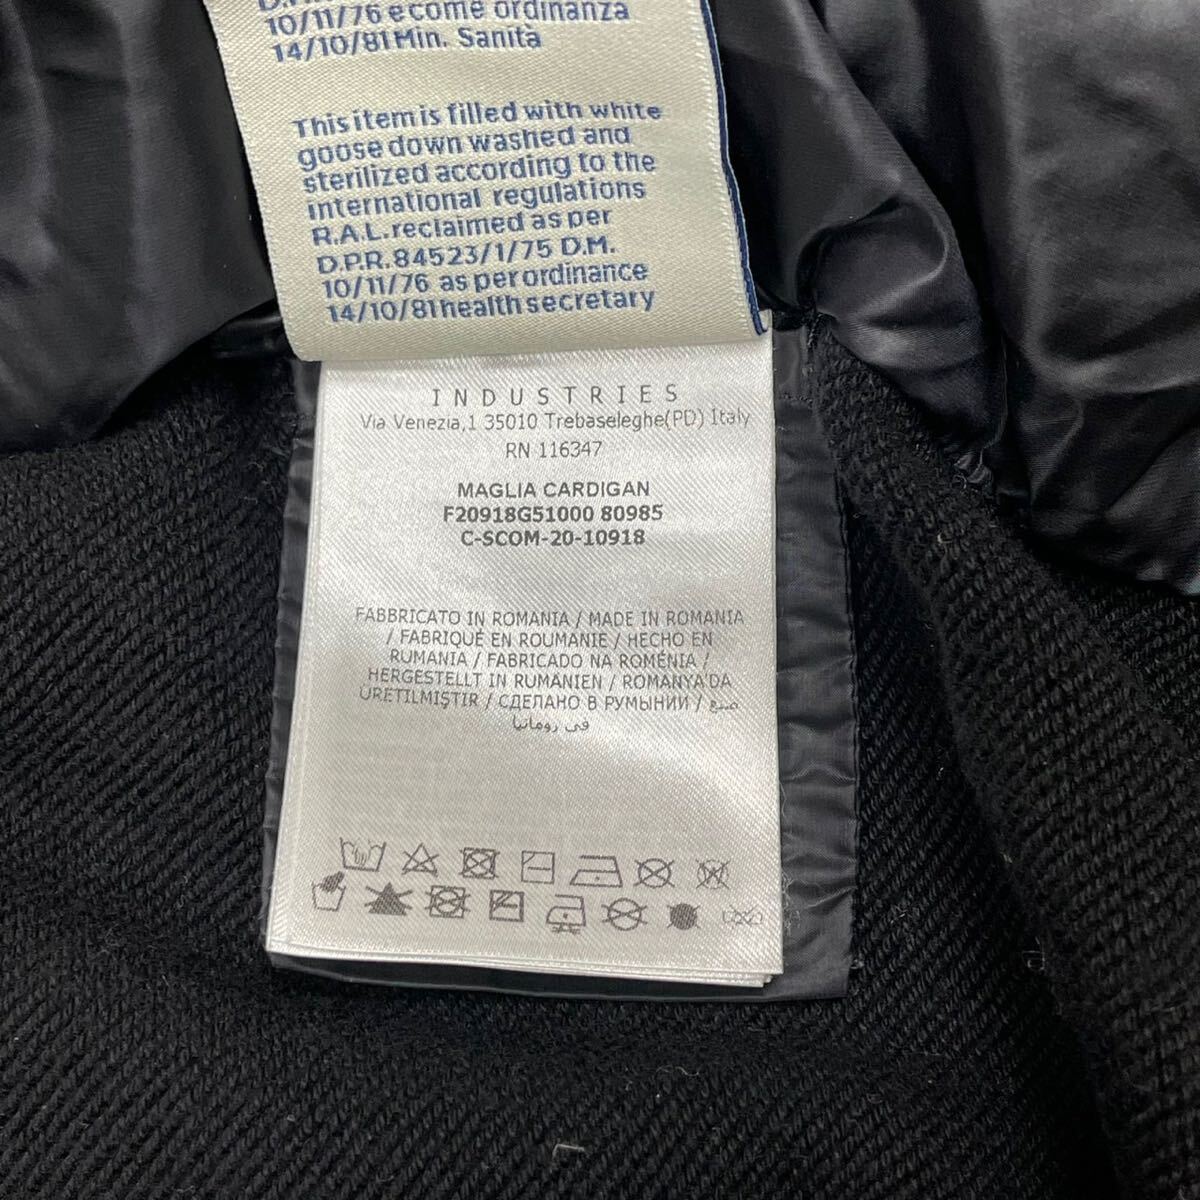 10/11/76 e come ordinanza
14/10/81 Min. Sanita
This item is filled with white
goose down washed and
sterilized according to the
international regulations
R.A.L. reclaimed as per
D.P.R. 84523/1/75 D.M.
10/11/76 as per ordinance
14/10/81 health secretary
INDUSTRIES
Via Venezia,1 35010 Trebaseleghe(PD) Italy
RN 116347
MAGLIA CARDIGAN
F20918G51000 80985
C-SCOM-20-10918
FABBRICATO IN ROMANIA / MADE IN ROMANIA
/ FABRIQUÉ EN ROUMANIE / HECHO EN
RUMANIA / FABRICADO NA ROMÉNIA /
HERGESTELLT IN RUMANIEN / ROMANYA'DA
ÜRETILMIŞTIR / СДЕЛАНО В РУМЫНИИ / صنع
في رومانيا